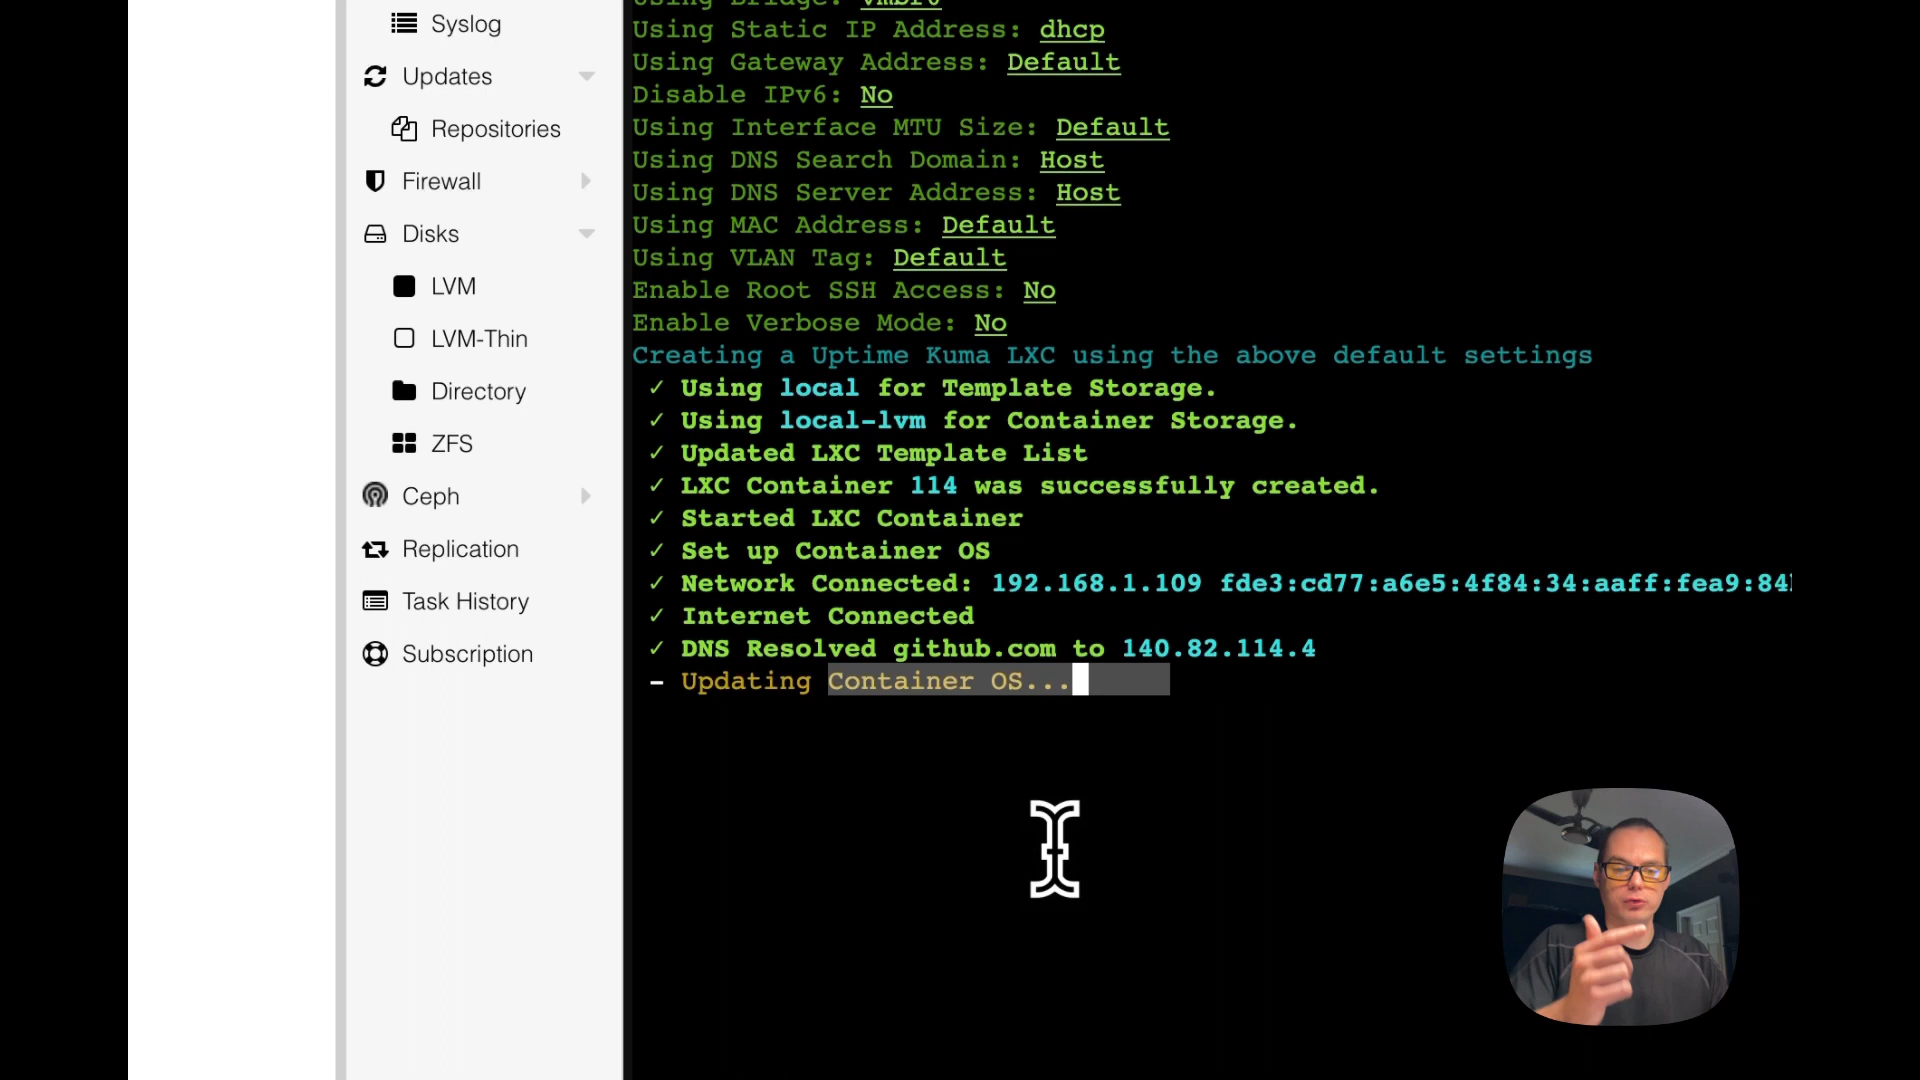 Syslog
Updates
Repositories
Firewall
Disks
LVM
LVM-Thin
Directory
ZFS
Ceph
Replication
Task History
Subscription
Using Bridge: vmbr0
Using Static IP Address: dhcp
Using Gateway Address: Default
Disable IPv6: No
Using Interface MTU Size: Default
Using DNS Search Domain: Host
Using DNS Server Address: Host
Using MAC Address: Default
Using VLAN Tag: Default
Enable Root SSH Access: No
Enable Verbose Mode: No
Creating a Uptime Kuma LXC using the above default settings
✓ Using local for Template Storage.
✓ Using local-lvm for Container Storage.
✓ Updated LXC Template List
✓ LXC Container 114 was successfully created.
✓ Started LXC Container
✓ Set up Container OS
✓ Network Connected: 192.168.1.109 fde3:cd77:a6e5:4f84:34:aaff:fea9:84
✓ Internet Connected
✓ DNS Resolved github.com to 140.82.114.4
- Updating Container OS...